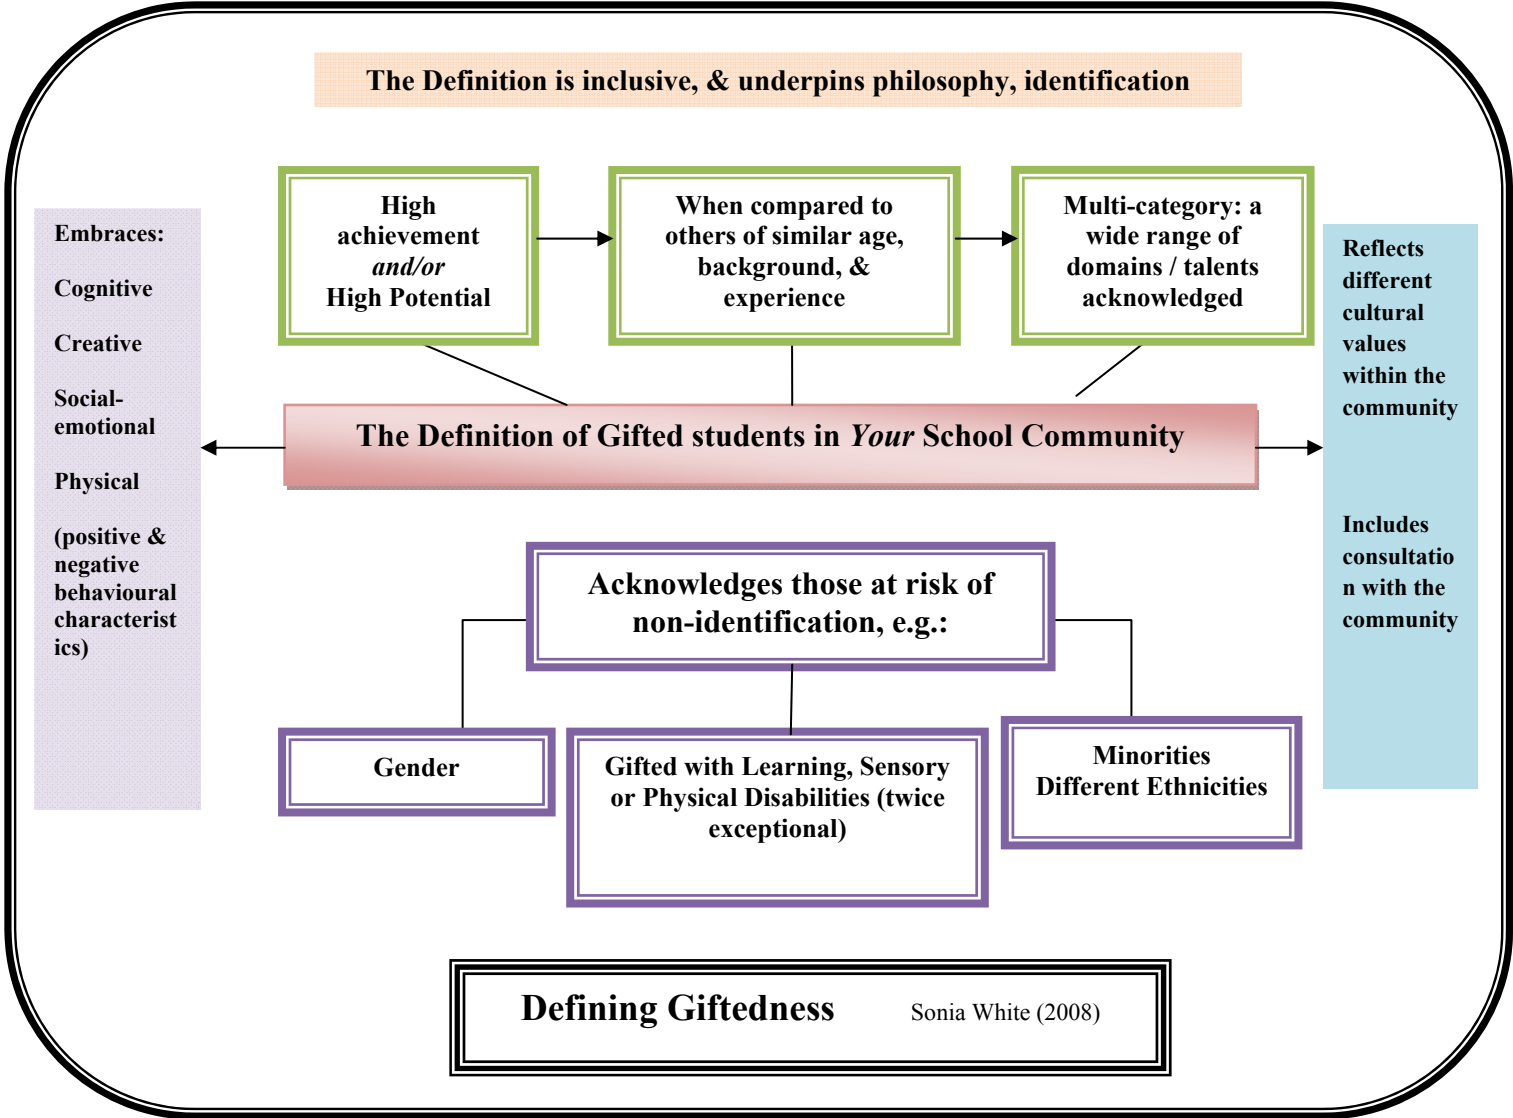 The Definition is inclusive, & underpins philosophy, identification
Embraces:
Cognitive
Creative
Social-
emotional
Physical
(positive &
negative
behavioural
characterist
ics)
High
achievement
and/or
High Potential
When compared to
others of similar age,
background, &
experience
Multi-category: a
wide range of
domains / talents
acknowledged
Reflects
different
cultural
values
within the
community
Includes
consultatio
n with the
community
The Definition of Gifted students in Your School Community
Acknowledges those at risk of
non-identification, e.g.:
Gender
Gifted with Learning, Sensory
or Physical Disabilities (twice
exceptional)
Minorities
Different Ethnicities
Defining Giftedness Sonia White (2008)